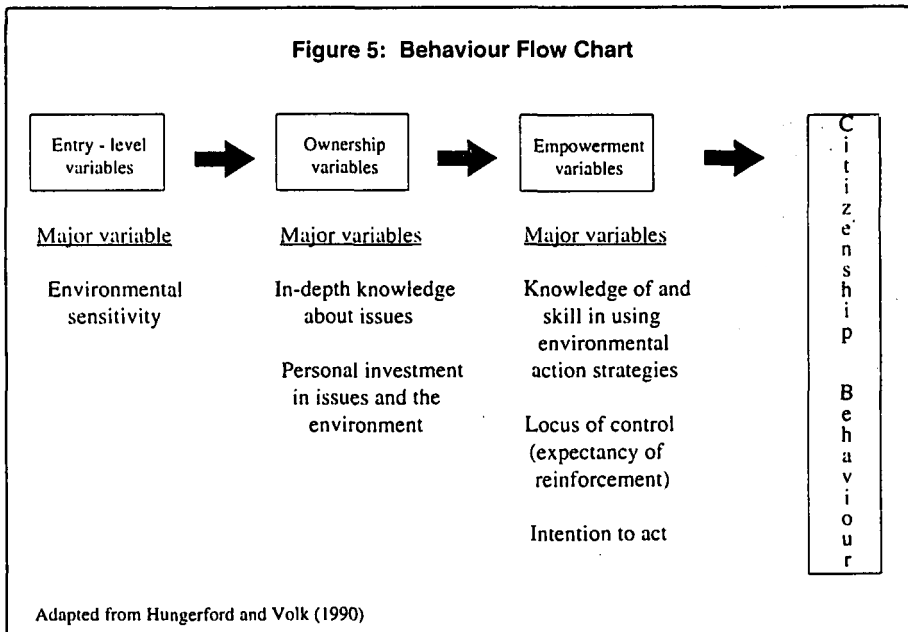 Figure 5: Behaviour Flow Chart
Entry - level
variables
Ownership
variables
Empowerment
variables
Major variable
Environmental
sensitivity
Major variables
In-depth knowledge
about issues
Personal investment
in issues and the
environment
Major variables
Knowledge of and
skill in using
environmental
action strategies
Locus of control
(expectancy of
reinforcement)
Intention to act
Citizenship Behaviour
Adapted from Hungerford and Volk (1990)